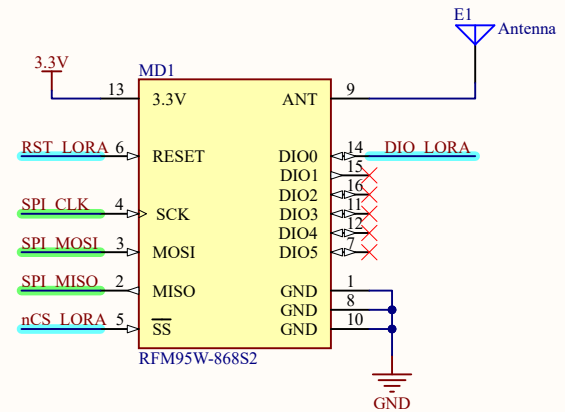 E1
Antenna
3.3V
MD1
13 3.3V ANT 9
RST_LORA 6 RESET DIO0 14 DIO_LORA
DIO1 15
DIO2 16
SPI_CLK 4 SCK DIO3 11
DIO4 12
SPI_MOSI 3 MOSI DIO5 7
SPI_MISO 2 MISO GND 1
GND 8
nCS_LORA 5 SS GND 10
RFM95W-868S2
GND